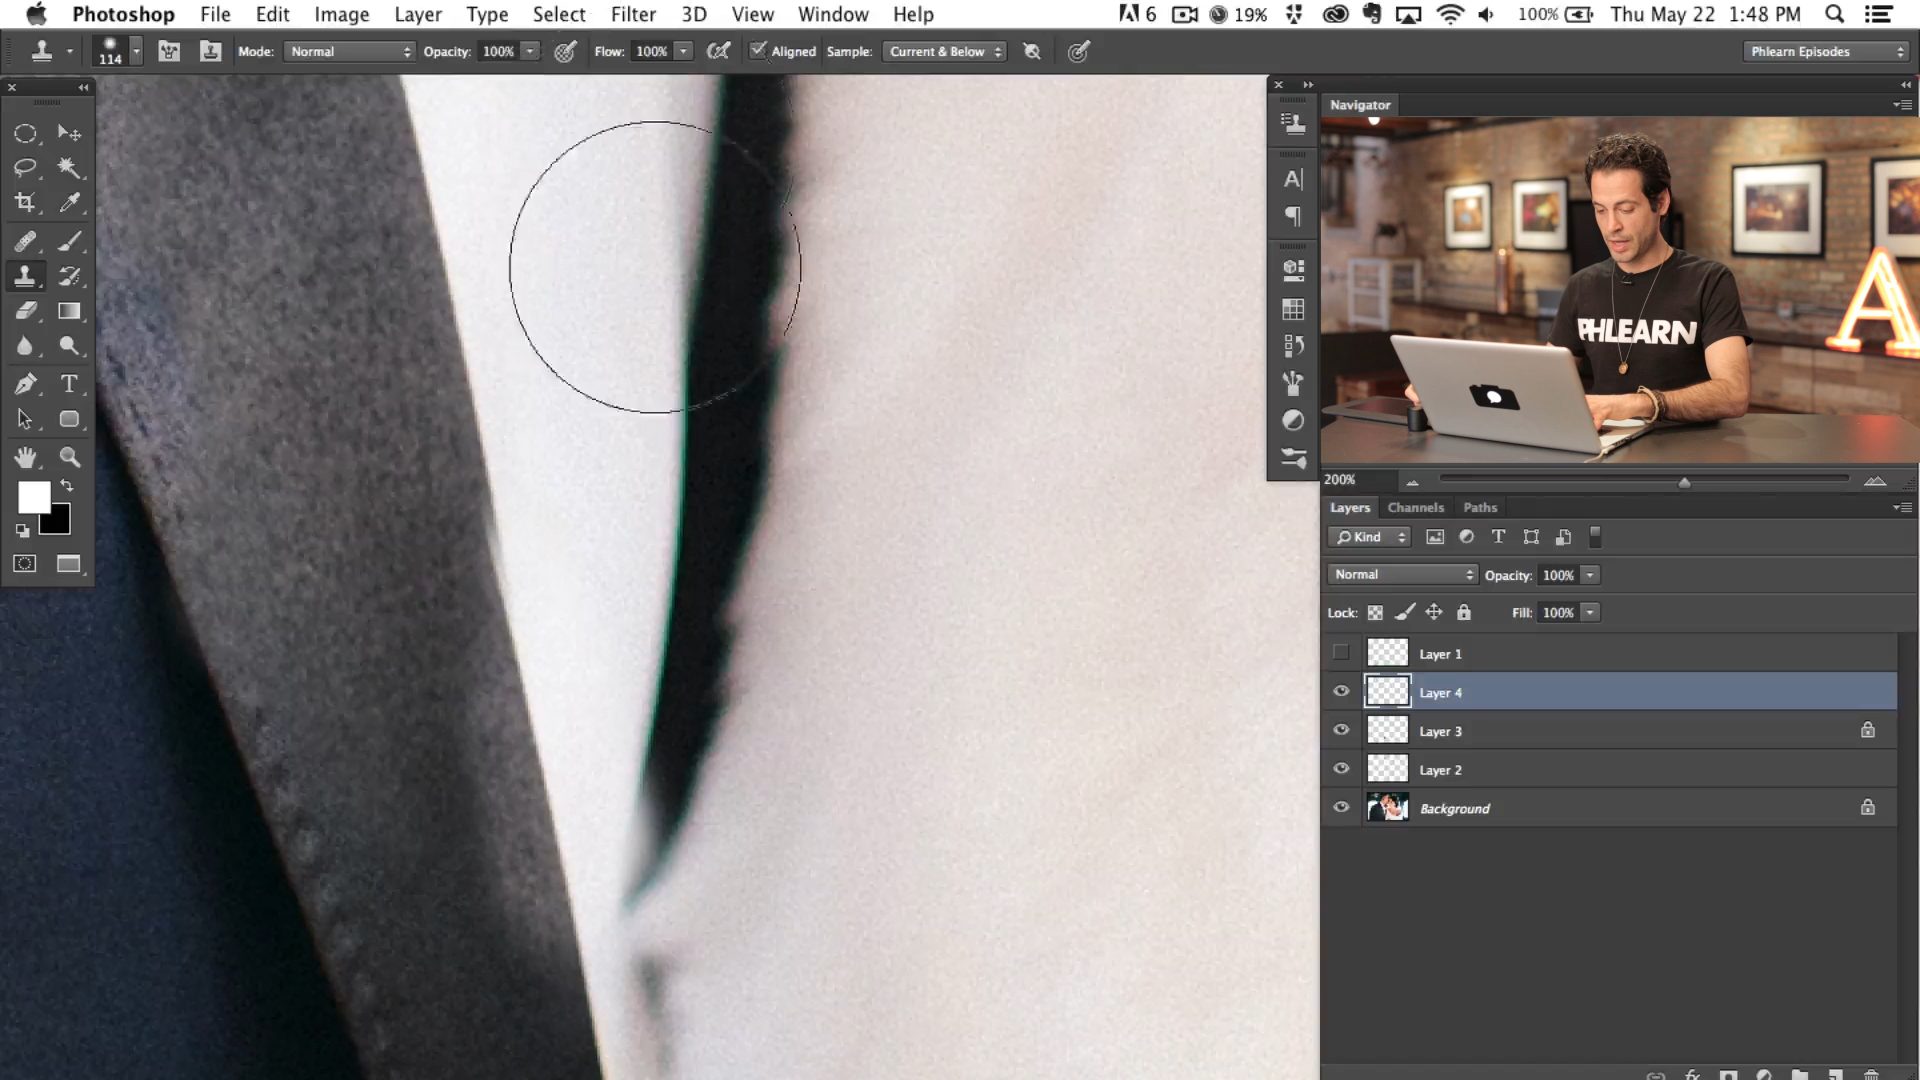 Photoshop File Edit Image Layer Type Select Filter 3D View Window Help 6 19% 100% Thu May 22 1:48 PM
114 Mode: Normal Opacity: 100% Flow: 100% Aligned Sample: Current & Below Phlearn Episodes
Navigator
A
PHLEARN
200%
Layers Channels Paths
Kind
Normal Opacity: 100%
Lock: Fill: 100%
Layer 1
Layer 4
Layer 3
Layer 2
Background